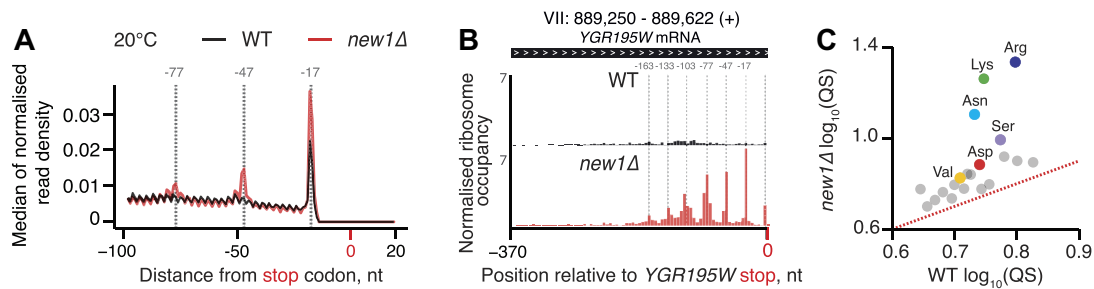 A
20°C
WT
new1Δ
-77
-47
-17
Median of normalised
read density
0.03
0.02
0.01
0
−100
−50
0
20
Distance from stop codon, nt
B
VII: 889,250 - 889,622 (+)
YGR195W mRNA
-163
-133
-103
-77
-47
-17
7
WT
7
new1Δ
Normalised ribosome
occupancy
−370
0
Position relative to YGR195W stop, nt
C
1.4
1.0
0.6
new1Δ log10(QS)
Arg
Lys
Asn
Ser
Asp
Val
0.6
0.7
0.8
0.9
WT log10(QS)